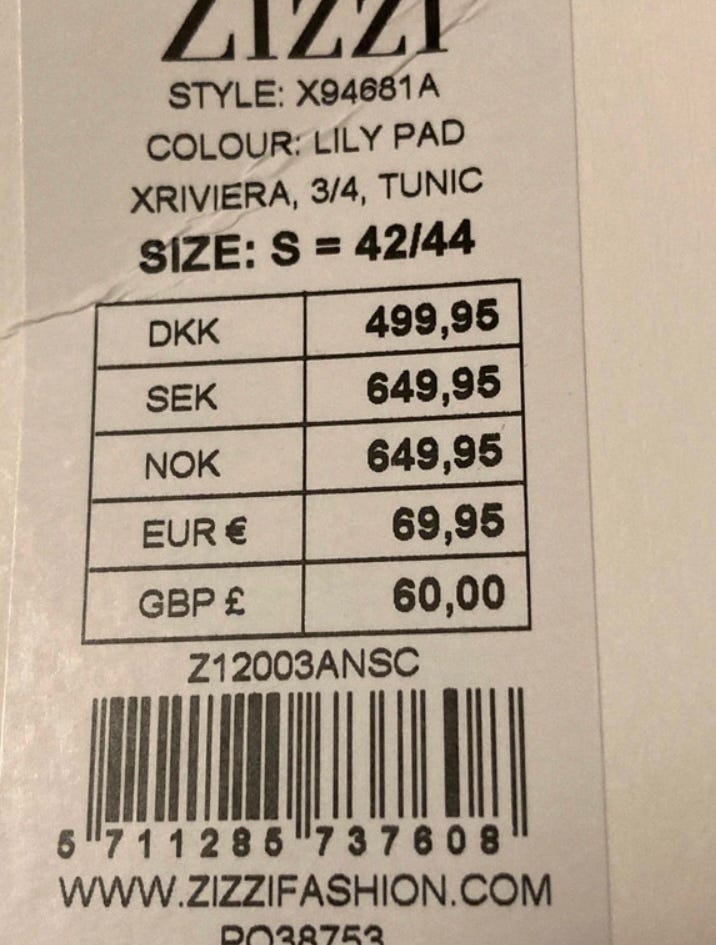 ZIZZI
STYLE: X94681A
COLOUR: LILY PAD
XRIVIERA, 3/4, TUNIC
SIZE: S = 42/44
DKK 499,95
SEK 649,95
NOK 649,95
EUR € 69,95
GBP £ 60,00
Z12003ANSC
5 711285 737608
WWW.ZIZZIFASHION.COM
PO38753